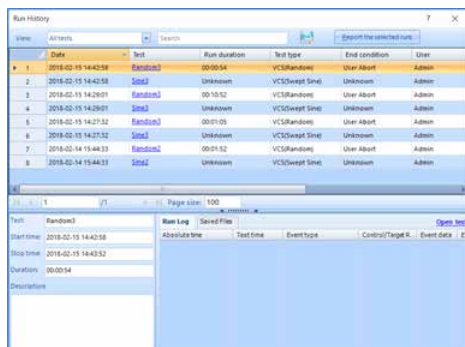 Run History
? X
View: All tests Search Report the selected runs
Date Test Run duration Test type End condition User
1 2018-02-15 14:42:58 Random3 00:00:54 VCS(Random) User Abort Admin
2 2018-02-15 14:42:58 Sine3 Unknown VCS(Swept Sine) Unknown Admin
3 2018-02-15 14:29:01 Random3 00:10:52 VCS(Random) User Abort Admin
4 2018-02-15 14:29:01 Sine3 Unknown VCS(Swept Sine) Unknown Admin
5 2018-02-15 14:27:32 Random3 00:01:05 VCS(Random) User Abort Admin
6 2018-02-15 14:27:32 Sine3 Unknown VCS(Swept Sine) Unknown Admin
7 2018-02-14 15:44:33 Random2 00:01:52 VCS(Random) User Abort Admin
8 2018-02-14 15:44:33 Sine2 Unknown VCS(Swept Sine) Unknown Admin
1 /1 Page size: 100
Test: Random3
Start time: 2018-02-15 14:42:58
Stop time: 2018-02-15 14:43:52
Duration: 00:00:54
Description:
Run Log Saved Files Open tes
Absolute time Test time Event type Control/Target R... Event data E